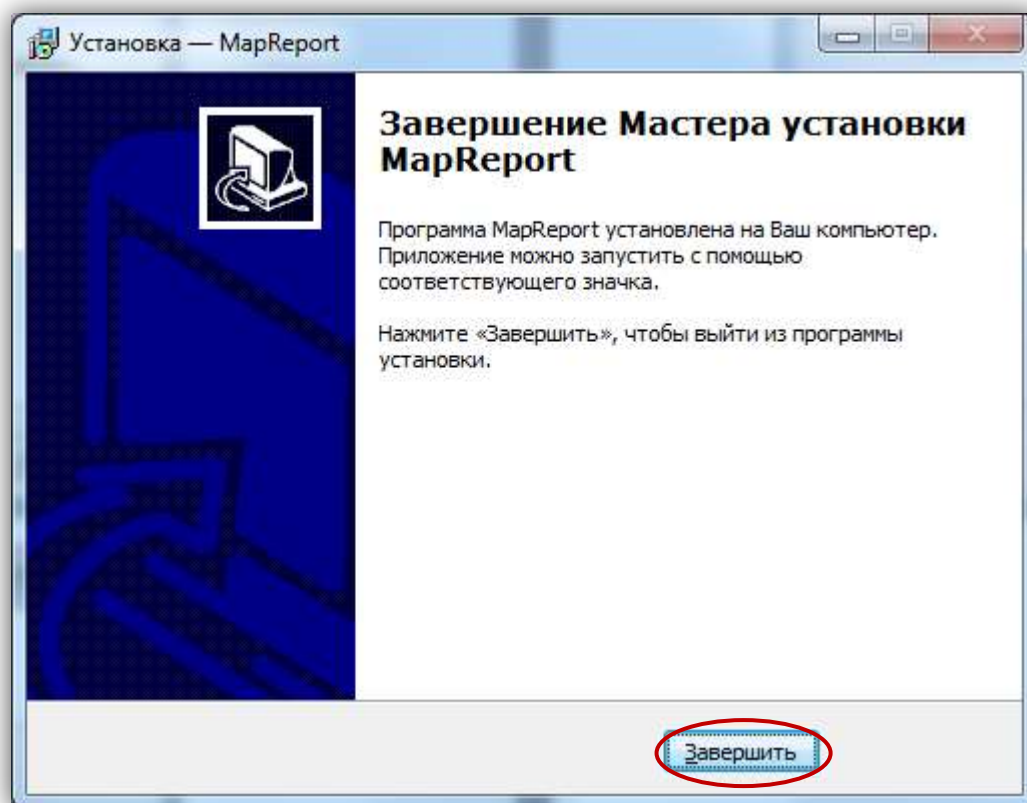 Установка — MapReport
Завершение Мастера установки
MapReport
Программа MapReport установлена на Ваш компьютер.
Приложение можно запустить с помощью
соответствующего значка.
Нажмите «Завершить», чтобы выйти из программы
установки.
Завершить